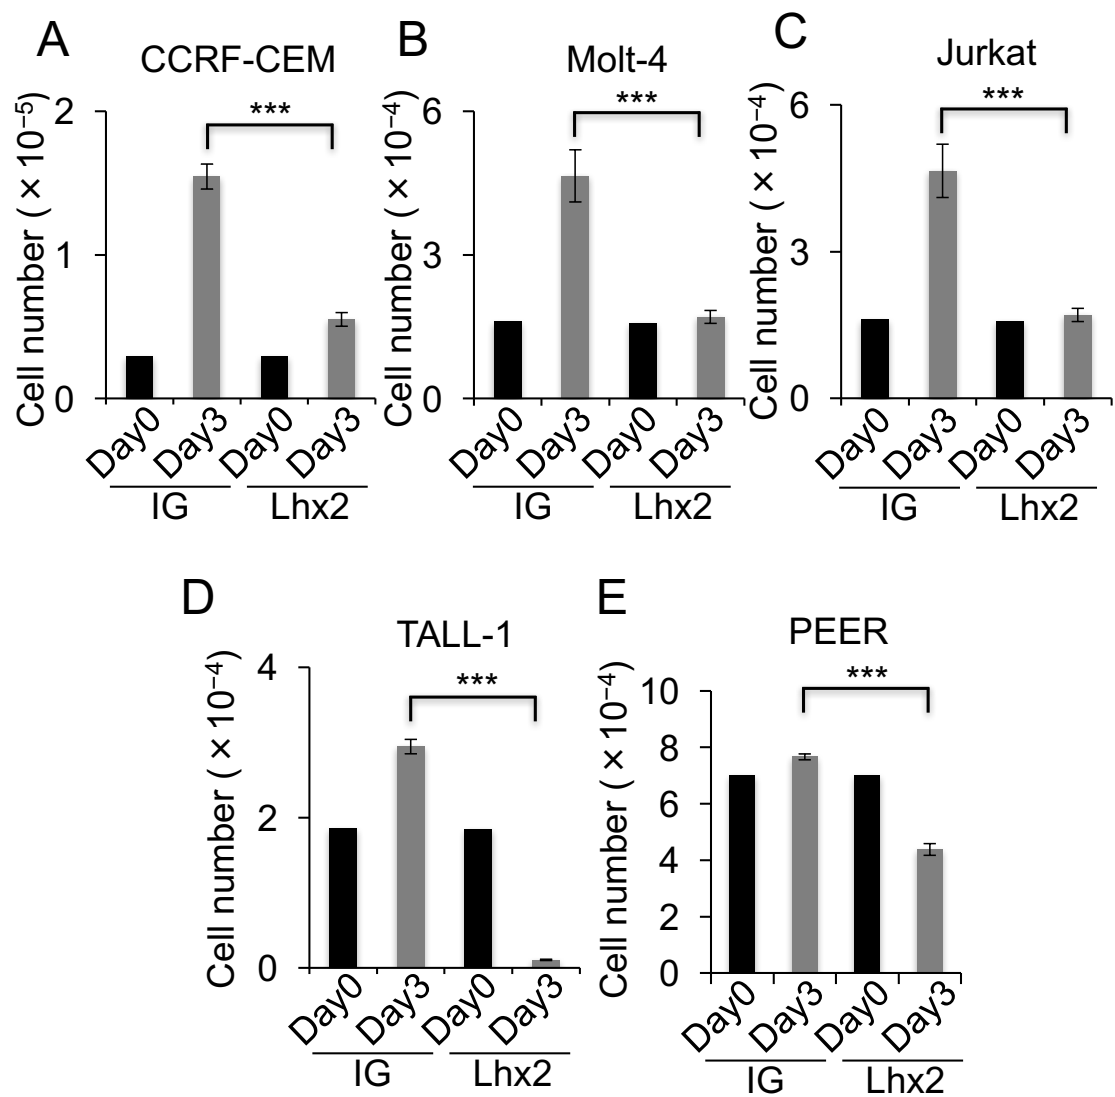 A
CCRF-CEM
Cell number (×10⁻⁵)
2
1
0
***
Day0
Day3
Day0
Day3
IG
Lhx2
B
Molt-4
Cell number (×10⁻⁴)
6
3
0
***
Day0
Day3
Day0
Day3
IG
Lhx2
C
Jurkat
Cell number (×10⁻⁴)
6
3
0
***
Day0
Day3
Day0
Day3
IG
Lhx2
D
TALL-1
Cell number (×10⁻⁴)
4
2
0
***
Day0
Day3
Day0
Day3
IG
Lhx2
E
PEER
Cell number (×10⁻⁴)
10
8
6
4
2
0
***
Day0
Day3
Day0
Day3
IG
Lhx2